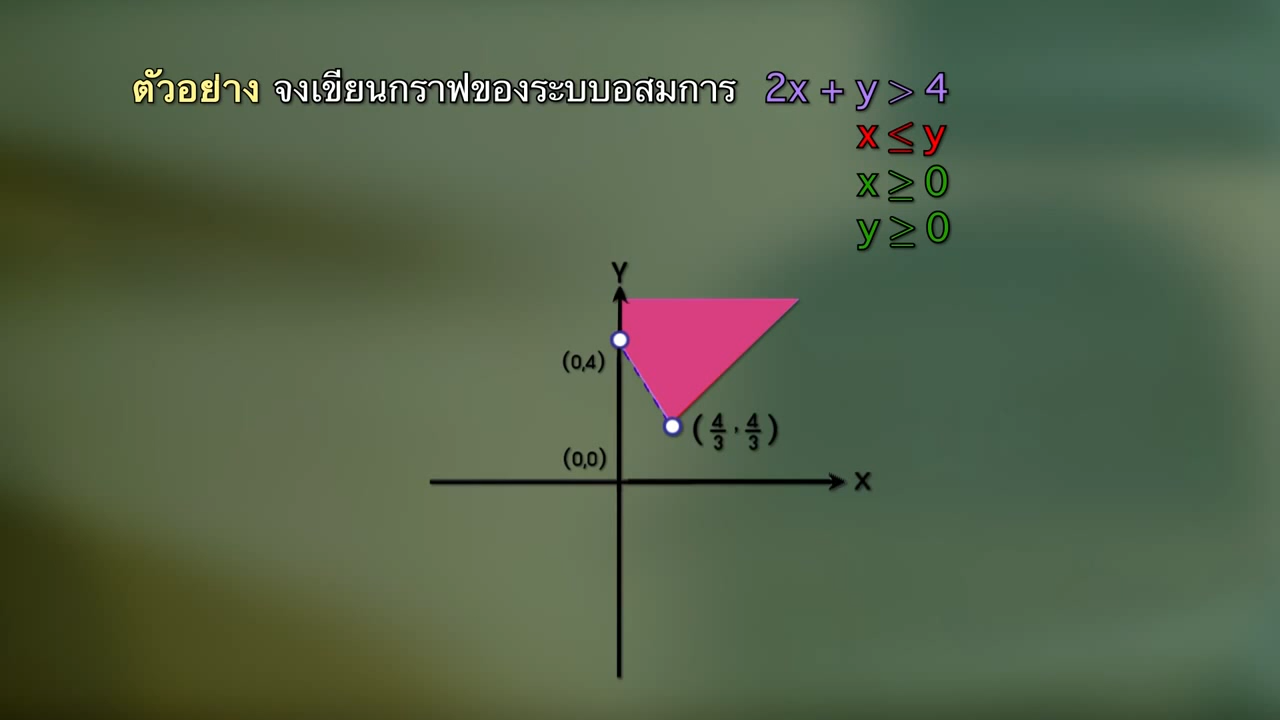 ตัวอย่าง จงเขียนกราฟของระบบอสมการ 2x + y > 4
x ≤ y
x ≥ 0
y ≥ 0
Y
(0,4)
(4/3, 4/3)
(0,0)
X